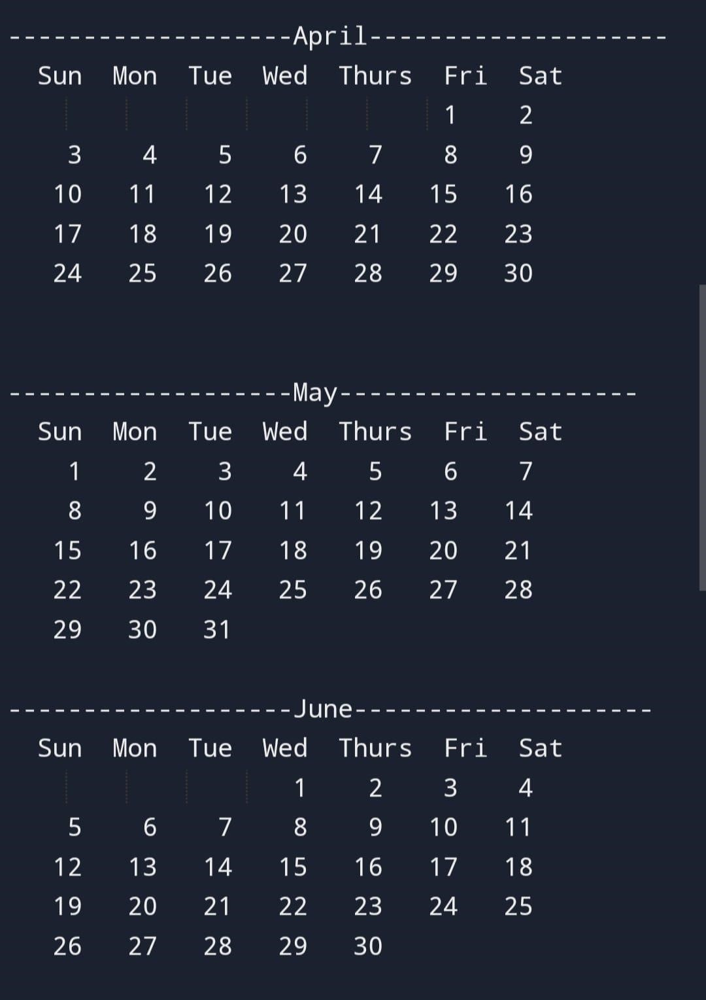 -------------------April--------------------
  Sun  Mon  Tue  Wed  Thurs  Fri  Sat
                             1    2
    3    4    5    6    7    8    9
   10   11   12   13   14   15   16
   17   18   19   20   21   22   23
   24   25   26   27   28   29   30
-------------------May--------------------
  Sun  Mon  Tue  Wed  Thurs  Fri  Sat
    1    2    3    4    5    6    7
    8    9   10   11   12   13   14
   15   16   17   18   19   20   21
   22   23   24   25   26   27   28
   29   30   31
-------------------June--------------------
  Sun  Mon  Tue  Wed  Thurs  Fri  Sat
                   1    2    3    4
    5    6    7    8    9   10   11
   12   13   14   15   16   17   18
   19   20   21   22   23   24   25
   26   27   28   29   30